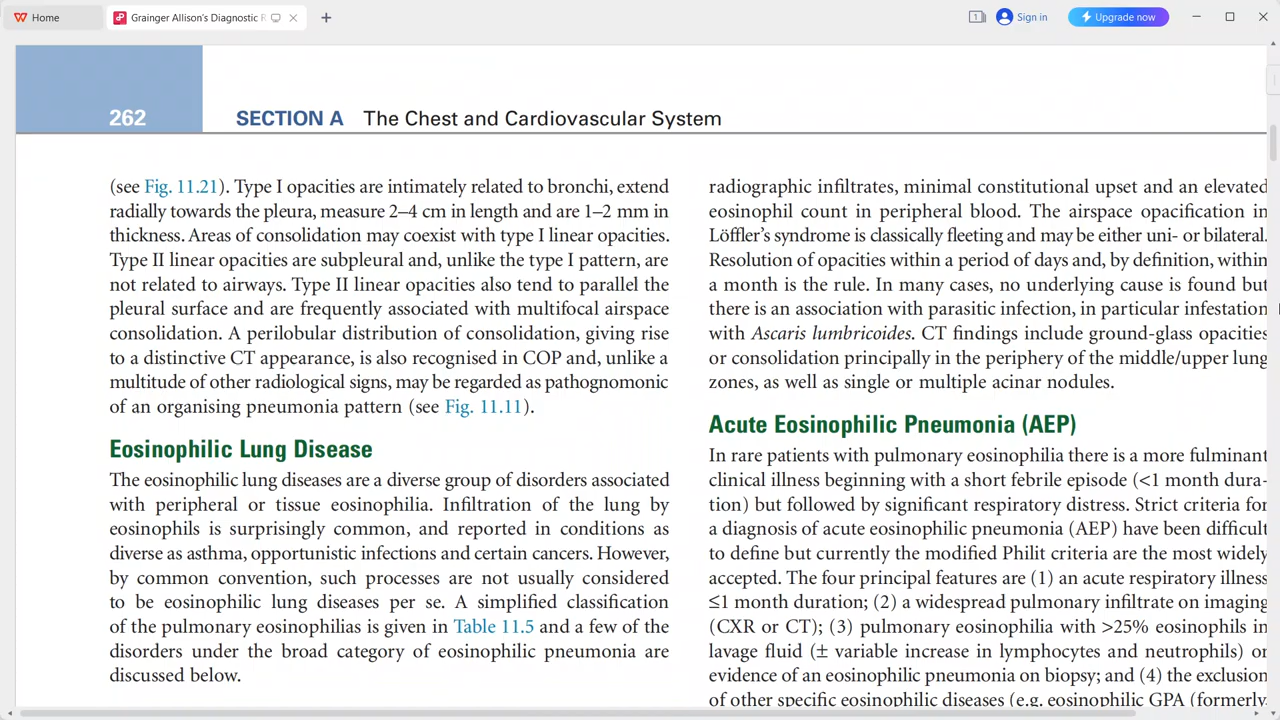 Home
Grainger Allison's Diagnostic R
1
Sign in
Upgrade now
262
SECTION A The Chest and Cardiovascular System
(see Fig. 11.21). Type I opacities are intimately related to bronchi, extend
radially towards the pleura, measure 2–4 cm in length and are 1–2 mm in
thickness. Areas of consolidation may coexist with type I linear opacities.
Type II linear opacities are subpleural and, unlike the type I pattern, are
not related to airways. Type II linear opacities also tend to parallel the
pleural surface and are frequently associated with multifocal airspace
consolidation. A perilobular distribution of consolidation, giving rise
to a distinctive CT appearance, is also recognised in COP and, unlike a
multitude of other radiological signs, may be regarded as pathognomonic
of an organising pneumonia pattern (see Fig. 11.11).
Eosinophilic Lung Disease
The eosinophilic lung diseases are a diverse group of disorders associated
with peripheral or tissue eosinophilia. Infiltration of the lung by
eosinophils is surprisingly common, and reported in conditions as
diverse as asthma, opportunistic infections and certain cancers. However,
by common convention, such processes are not usually considered
to be eosinophilic lung diseases per se. A simplified classification
of the pulmonary eosinophilias is given in Table 11.5 and a few of the
disorders under the broad category of eosinophilic pneumonia are
discussed below.
radiographic infiltrates, minimal constitutional upset and an elevated
eosinophil count in peripheral blood. The airspace opacification in
Löffler's syndrome is classically fleeting and may be either uni- or bilateral.
Resolution of opacities within a period of days and, by definition, within
a month is the rule. In many cases, no underlying cause is found but
there is an association with parasitic infection, in particular infestation
with Ascaris lumbricoides. CT findings include ground-glass opacities
or consolidation principally in the periphery of the middle/upper lung
zones, as well as single or multiple acinar nodules.
Acute Eosinophilic Pneumonia (AEP)
In rare patients with pulmonary eosinophilia there is a more fulminant
clinical illness beginning with a short febrile episode (<1 month dura-
tion) but followed by significant respiratory distress. Strict criteria for
a diagnosis of acute eosinophilic pneumonia (AEP) have been difficult
to define but currently the modified Philit criteria are the most widely
accepted. The four principal features are (1) an acute respiratory illness
≤1 month duration; (2) a widespread pulmonary infiltrate on imaging
(CXR or CT); (3) pulmonary eosinophilia with >25% eosinophils in
lavage fluid (± variable increase in lymphocytes and neutrophils) or
evidence of an eosinophilic pneumonia on biopsy; and (4) the exclusion
of other specific eosinophilic diseases (e.g. eosinophilic GPA (formerly